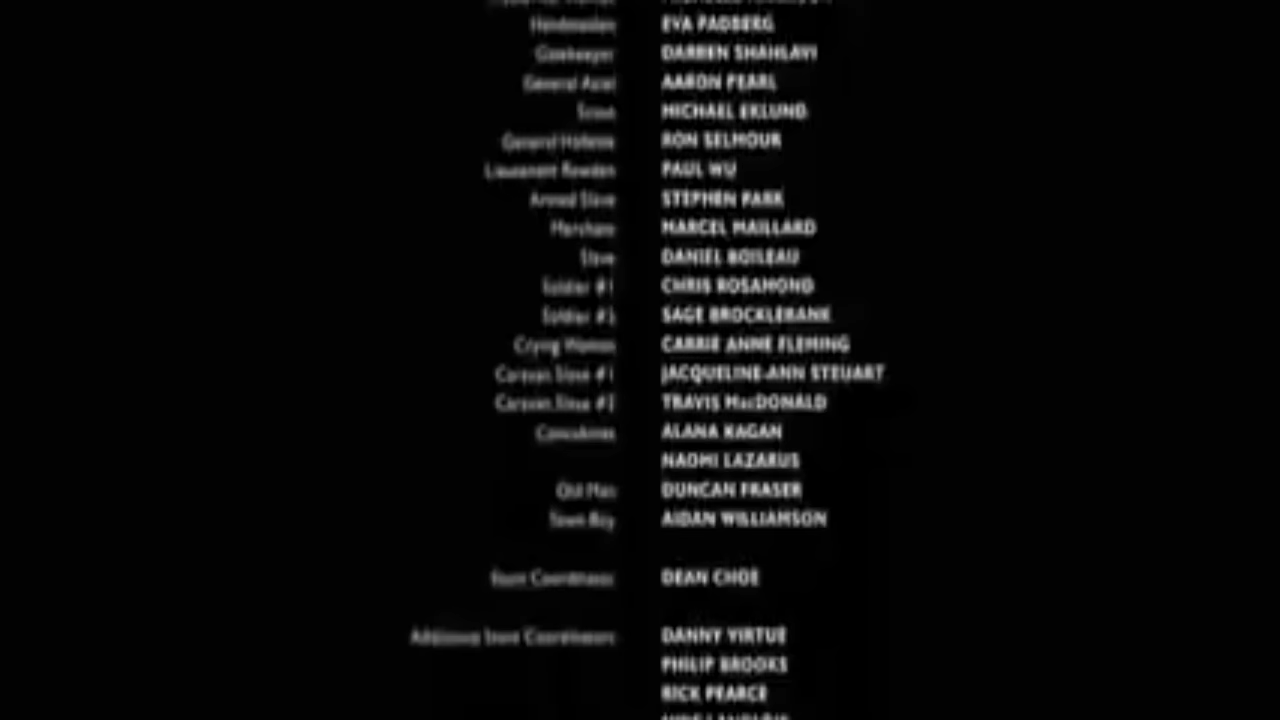 Handmaiden EVA PADBERG
Gatekeeper DARREN SHAHLAVI
General AARON PEARL
Scout MICHAEL EKLUND
General RON SELMOUR
Lieutenant PAUL WU
Armed Slave STEPHEN PARK
Merchant MARCEL MAILLARD
Slave DANIEL BOILEAU
Soldier #1 CHRIS ROSAMOND
Soldier #2 SAGE BROCKLEBANK
Crying Woman CARRIE ANNE FLEMING
Caravan Slave #1 JACQUELINE-ANN STEUART
Caravan Slave #2 TRAVIS MacDONALD
Concubines ALANA KAGAN
NAOMI LAZARUS
Old Man DUNCAN FRASER
Town Boy AIDAN WILLIAMSON
Stunt Coordinator DEAN CHOE
Additional Stunt Coordinators DANNY VIRTUE
PHILIP BROOKS
RICK PEARCE